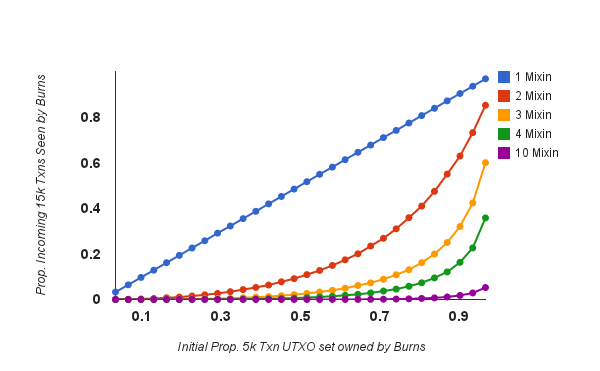 Prop. Incoming 15k Txns Seen by Burns
0.8
0.6
0.4
0.2
0
0.1 0.3 0.5 0.7 0.9
Initial Prop. 5k Txn UTXO set owned by Burns
1 Mixin
2 Mixin
3 Mixin
4 Mixin
10 Mixin